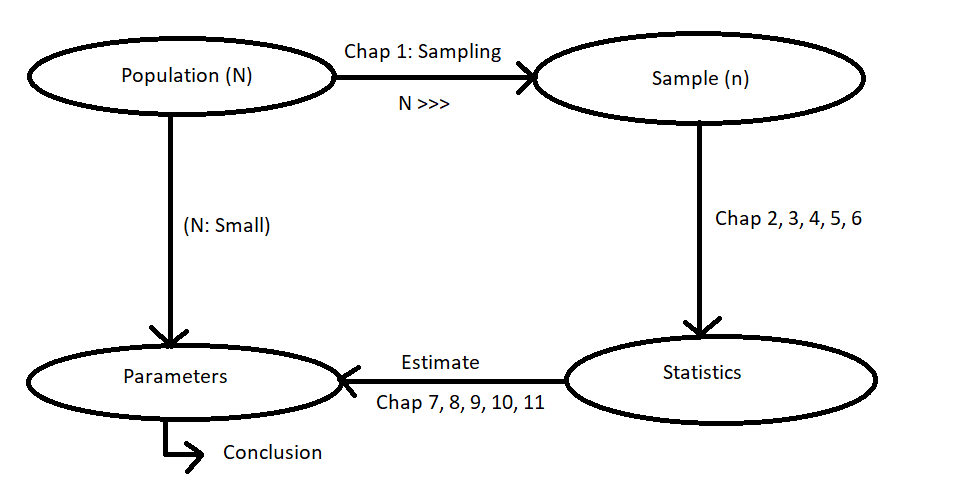 Chap 1: Sampling
Population (N)
Sample (n)
N >>>
(N: Small)
Chap 2, 3, 4, 5, 6
Estimate
Parameters
Statistics
Chap 7, 8, 9, 10, 11
Conclusion